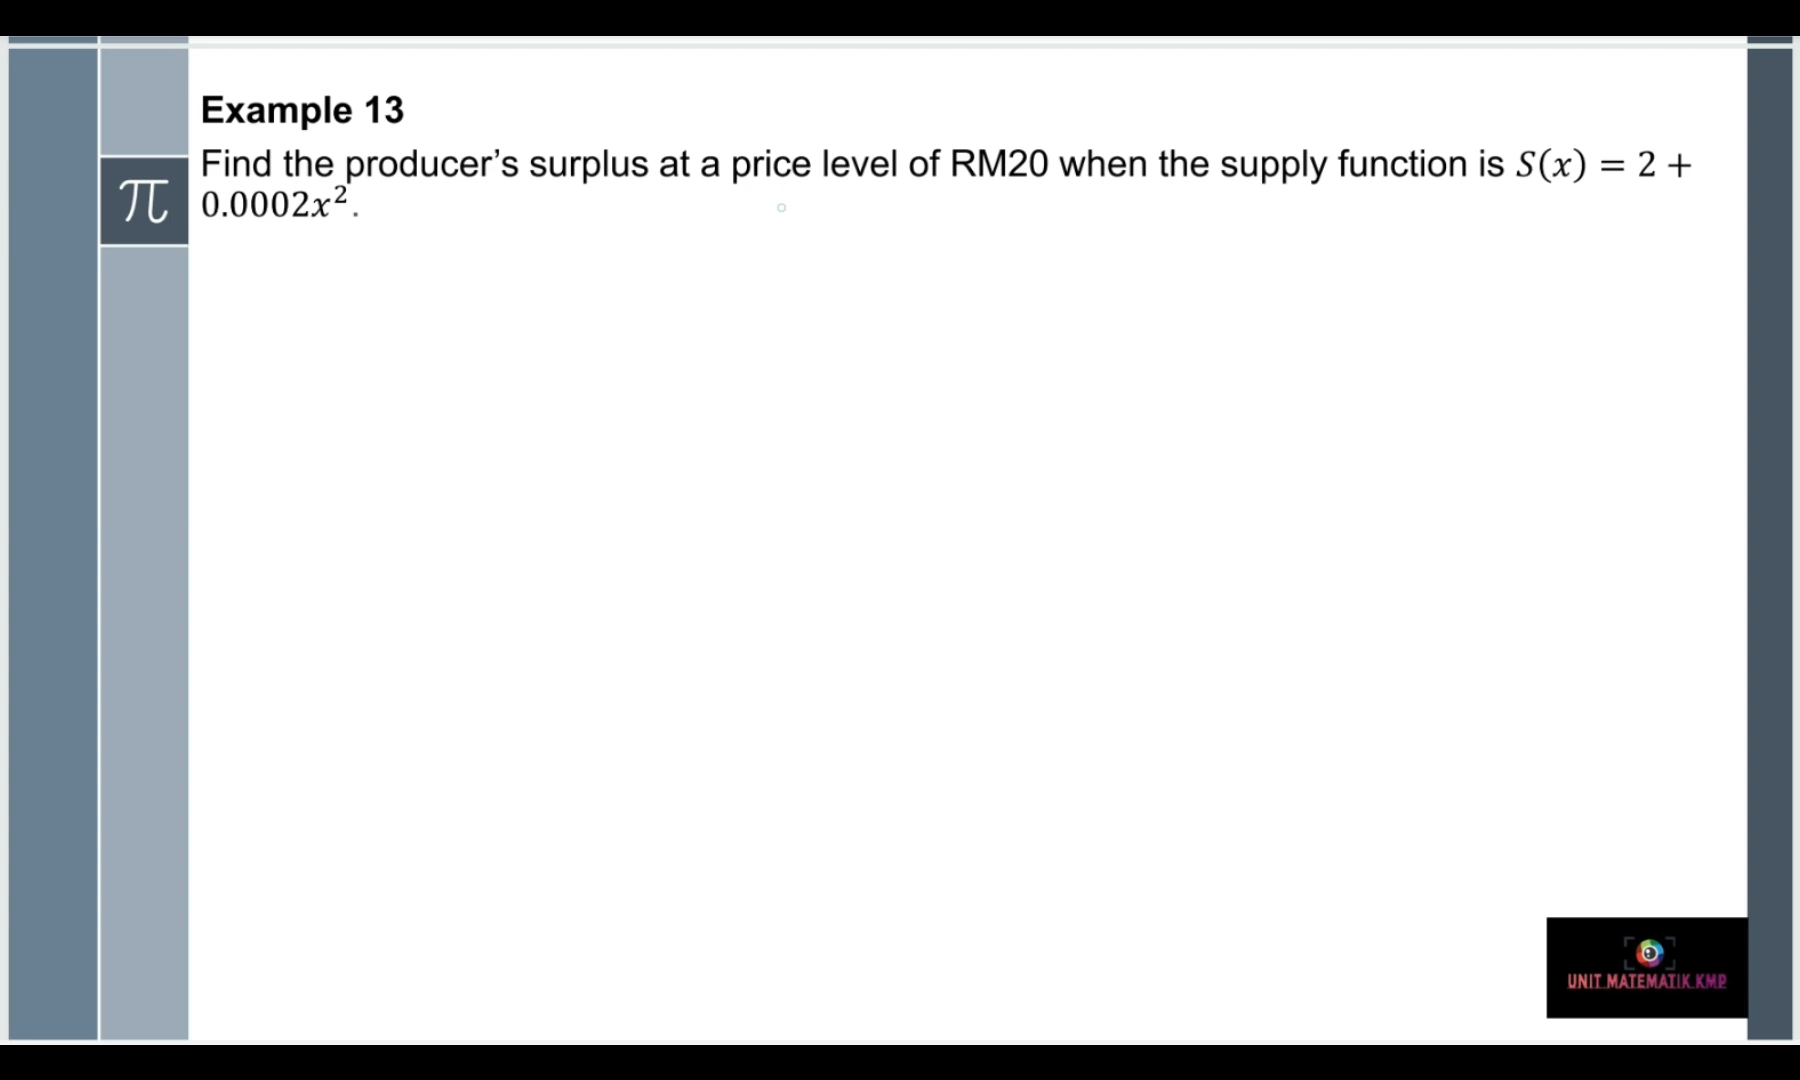 Example 13
Find the producer’s surplus at a price level of RM20 when the supply function is S(x) = 2 +
0.0002x².
π
UNIT MATEMATIK KMP